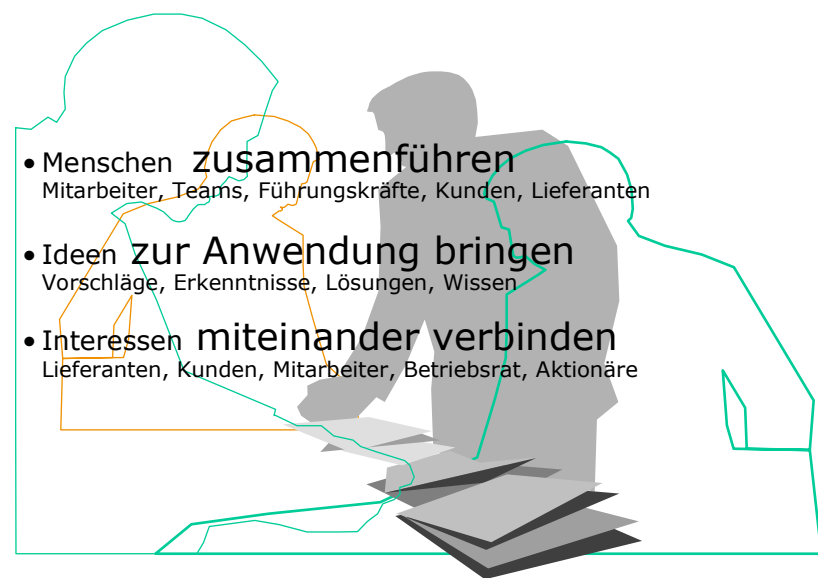 • Menschen zusammenführen
Mitarbeiter, Teams, Führungskräfte, Kunden, Lieferanten
• Ideen zur Anwendung bringen
Vorschläge, Erkenntnisse, Lösungen, Wissen
• Interessen miteinander verbinden
Lieferanten, Kunden, Mitarbeiter, Betriebsrat, Aktionäre